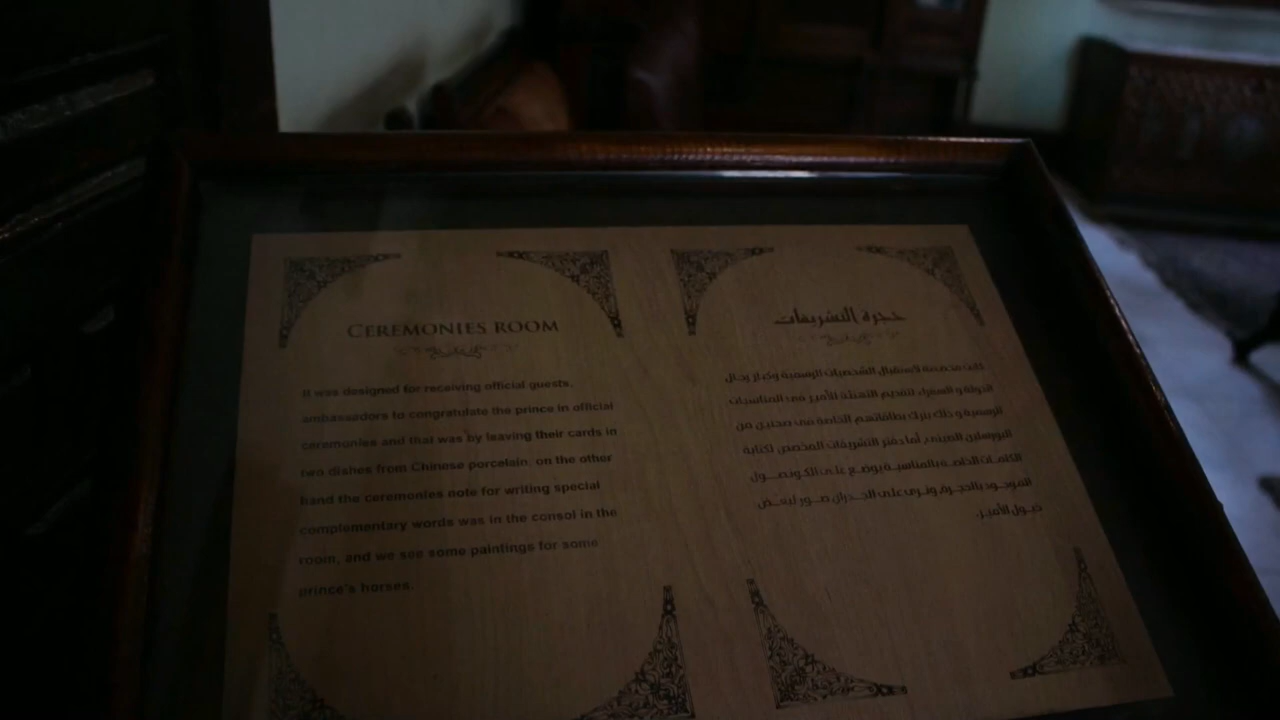 CEREMONIES ROOM
It was designed for receiving official guests,
ambassadors to congratulate the prince in official
ceremonies and that was by leaving their cards in
two dishes from Chinese porcelain, on the other
hand the ceremonies note for writing special
complementary words was in the consol in the
room, and we see some paintings for some
prince's horses.
حجرة التشريفات
كانت مخصصة لاستقبال الشخصيات الرسمية وكبار رجال
الدولة و السفراء لتقديم التهنئة للأمير فى المناسبات
الرسمية و ذلك بترك بطاقاتهم الخاصة فى صحنين من
البورسلين الصينى أما دفتر التشريفات المخصص لكتابة
الكلمات الخاصة بالمناسبة يوضع على الكونصول
الموجود بالحجرة, ونرى على الجدران صور لبعض
خيول الأمير.